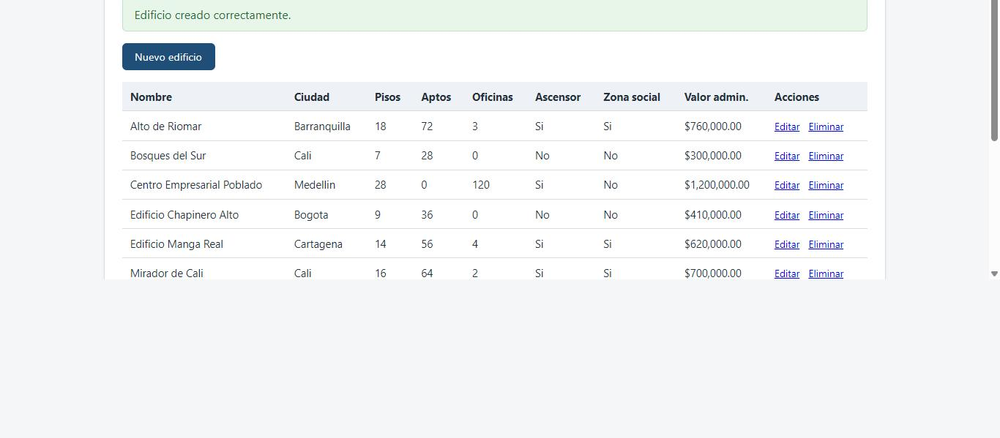 Edificio creado correctamente.
Nuevo edificio
Nombre Ciudad Pisos Aptos Oficinas Ascensor Zona social Valor admin. Acciones
Alto de Riomar Barranquilla 18 72 3 Si Si $760,000.00 Editar Eliminar
Bosques del Sur Cali 7 28 0 No No $300,000.00 Editar Eliminar
Centro Empresarial Poblado Medellin 28 0 120 Si No $1,200,000.00 Editar Eliminar
Edificio Chapinero Alto Bogota 9 36 0 No No $410,000.00 Editar Eliminar
Edificio Manga Real Cartagena 14 56 4 Si Si $620,000.00 Editar Eliminar
Mirador de Cali Cali 16 64 2 Si Si $700,000.00 Editar Eliminar